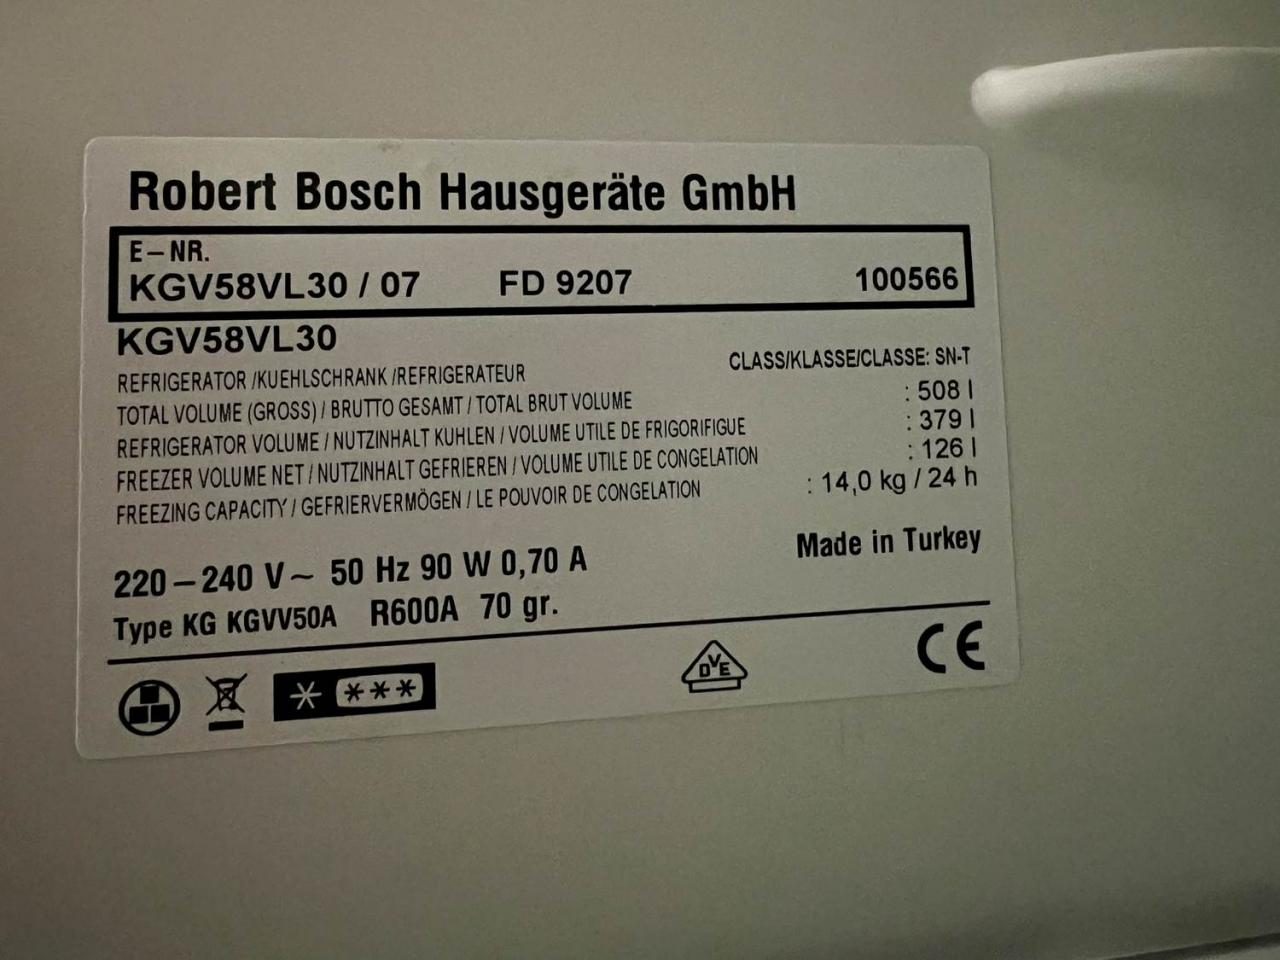 Robert Bosch Hausgeräte GmbH
E-NR.
KGV58VL30 / 07 FD 9207 100566
KGV58VL30
REFRIGERATOR /KUEHLSCHRANK /REFRIGERATEUR CLASS/KLASSE/CLASSE: SN-T
TOTAL VOLUME (GROSS) / BRUTTO GESAMT / TOTAL BRUT VOLUME : 508 l
REFRIGERATOR VOLUME / NUTZINHALT KUHLEN / VOLUME UTILE DE FRIGORIFIGUE : 379 l
FREEZER VOLUME NET / NUTZINHALT GEFRIEREN / VOLUME UTILE DE CONGELATION : 126 l
FREEZING CAPACITY / GEFRIERVERMÖGEN / LE POUVOIR DE CONGELATION : 14,0 kg / 24 h
220-240 V~ 50 Hz 90 W 0,70 A Made in Turkey
Type KG KGVV50A R600A 70 gr.
DVE CE